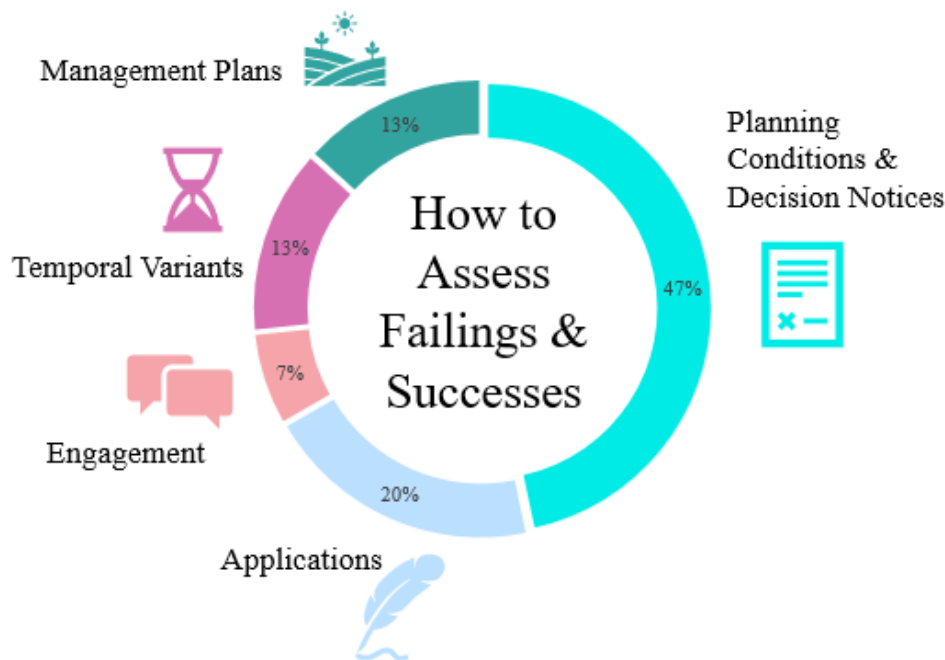 Management Plans
13%
Planning
Conditions &
Decision Notices
47%
How to
Assess
Failings &
Successes
13%
Temporal Variants
7%
Engagement
20%
Applications